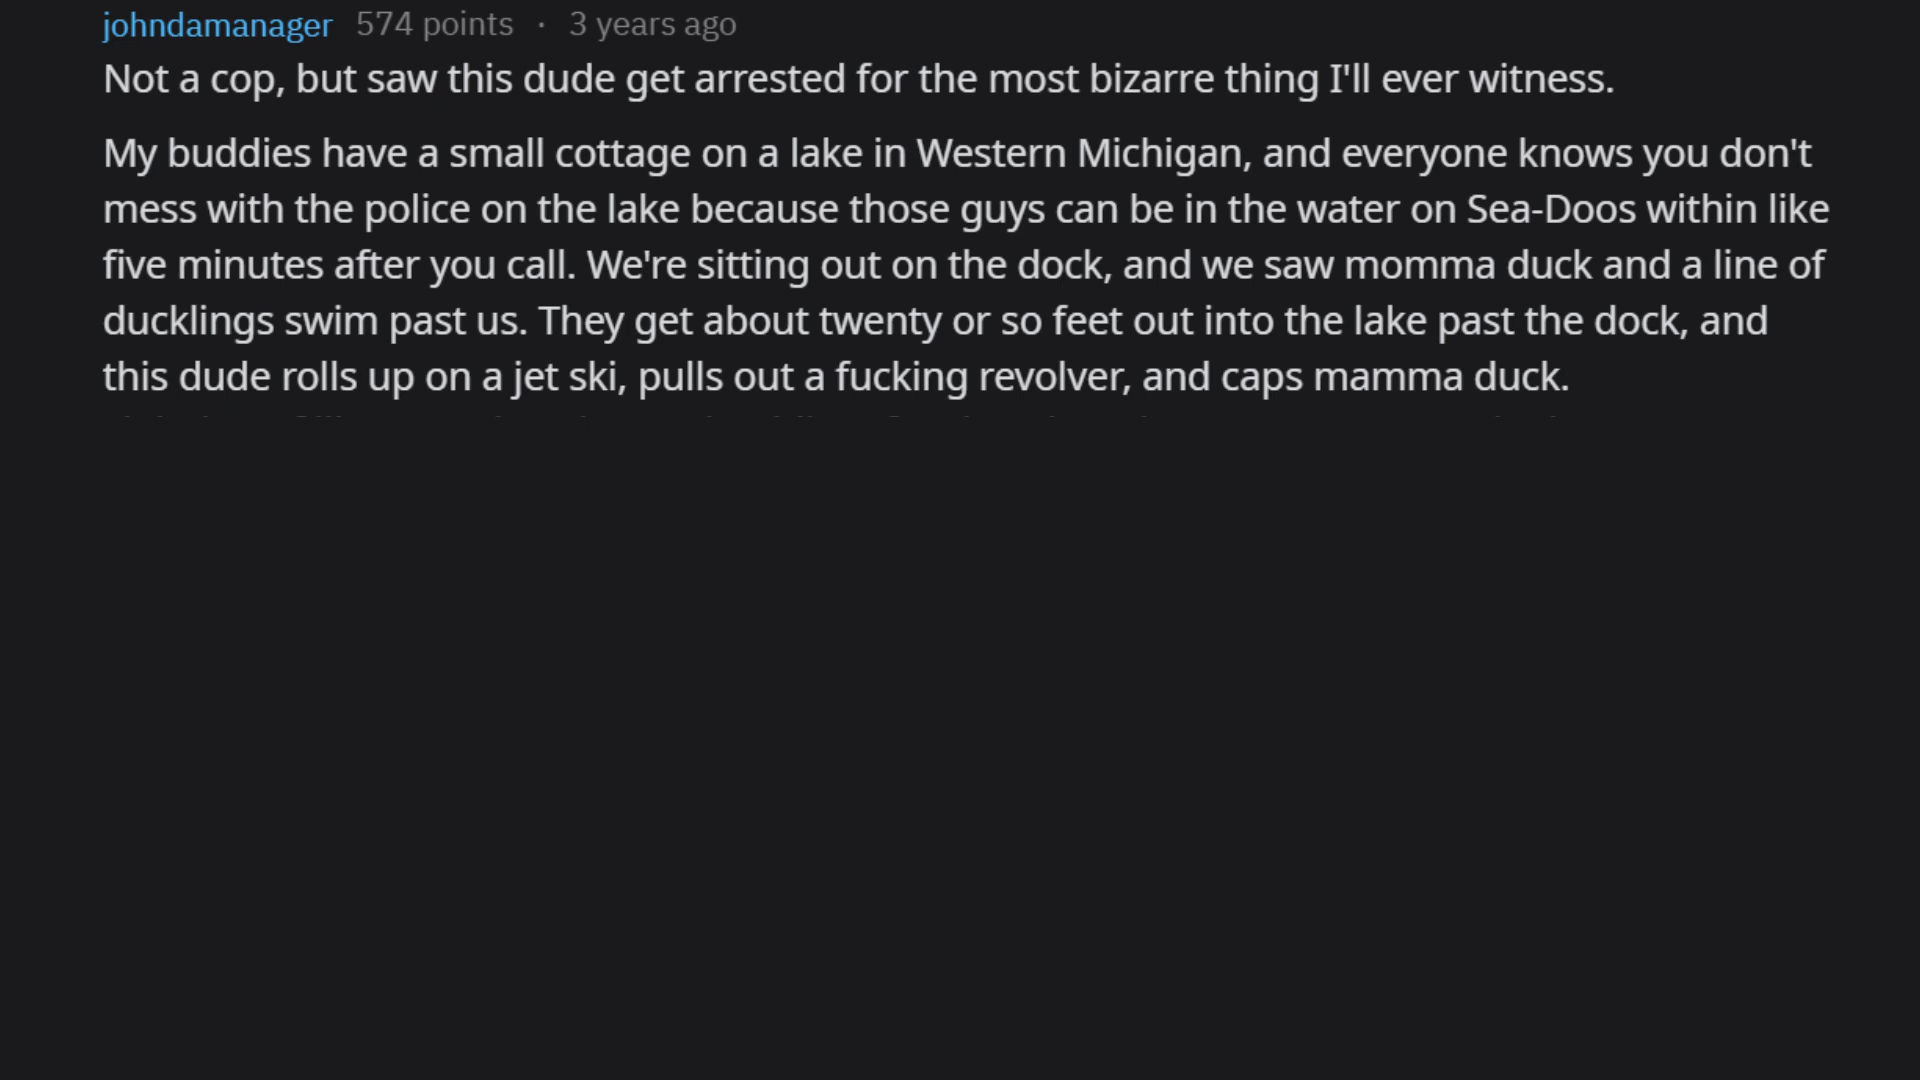 johndamanager 574 points · 3 years ago
Not a cop, but saw this dude get arrested for the most bizarre thing I'll ever witness.
My buddies have a small cottage on a lake in Western Michigan, and everyone knows you don't
mess with the police on the lake because those guys can be in the water on Sea-Doos within like
five minutes after you call. We're sitting out on the dock, and we saw momma duck and a line of
ducklings swim past us. They get about twenty or so feet out into the lake past the dock, and
this dude rolls up on a jet ski, pulls out a fucking revolver, and caps mamma duck.